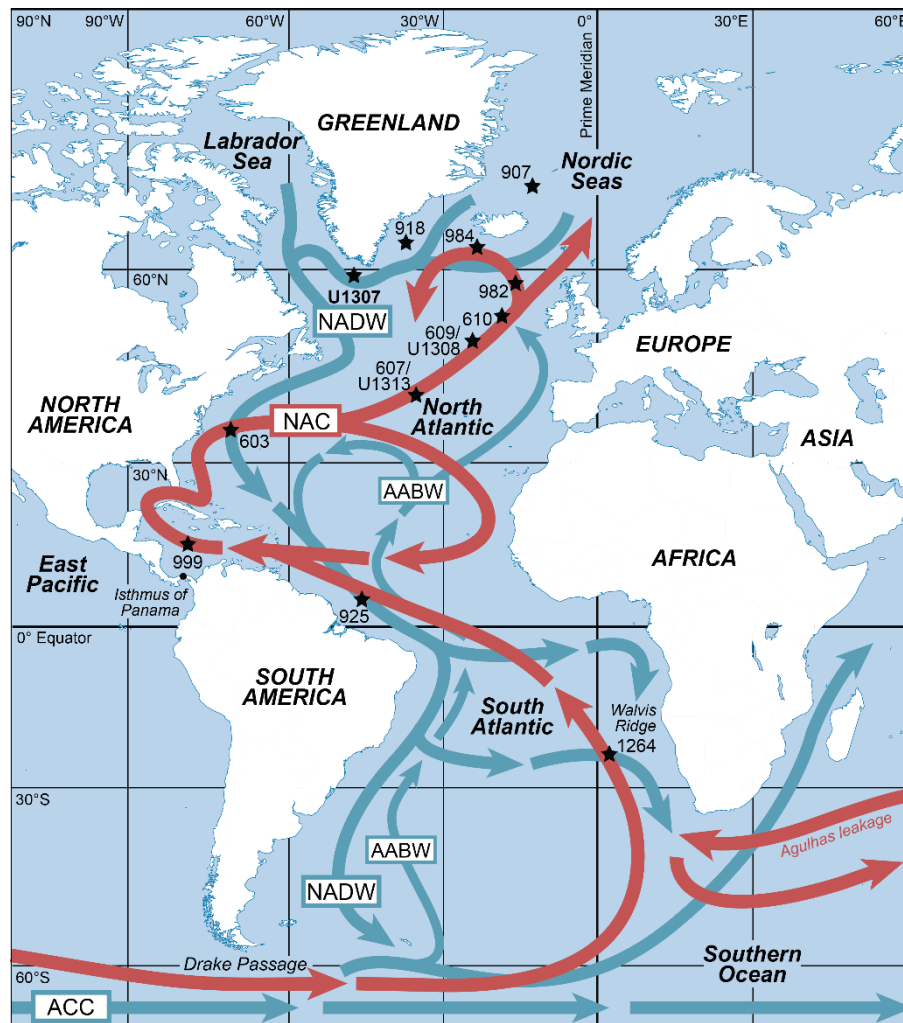 90°N 90°W 60°W 30°W 0° 30°E 60°E
Prime Meridian
GREENLAND
Labrador
Sea
Nordic
Seas
907
918
984
60°N
U1307
982
NADW
610
609/
U1308
EUROPE
607/
U1313
NORTH
AMERICA
NAC
North
Atlantic
ASIA
603
30°N
AABW
East
Pacific
999
AFRICA
Isthmus of
Panama
925
0° Equator
SOUTH
AMERICA
South
Atlantic
Walvis
Ridge
1264
30°S
AABW
Agulhas leakage
NADW
Drake Passage
Southern
Ocean
60°S
ACC